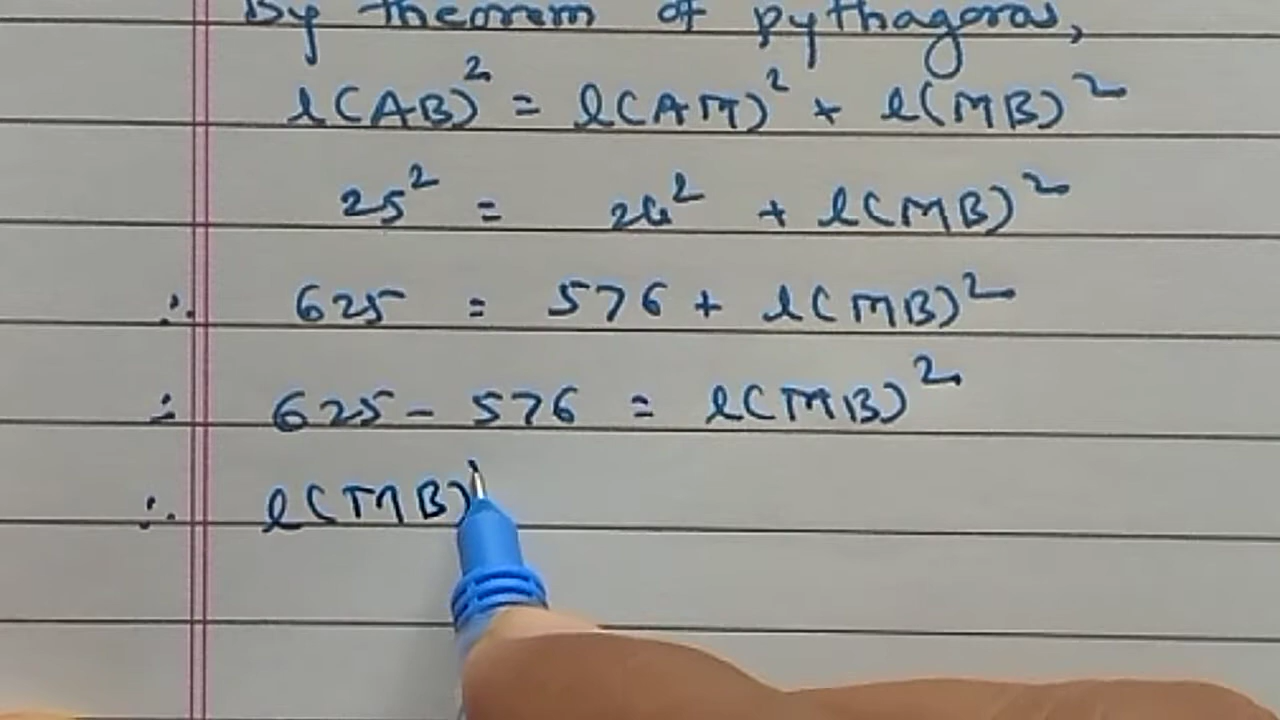 By theorem of pythagoras,
l(AB)² = l(AM)² + l(MB)²
25² = 24² + l(MB)²
∴ 625 = 576 + l(MB)²
∴ 625 - 576 = l(MB)²
∴ l(MB)